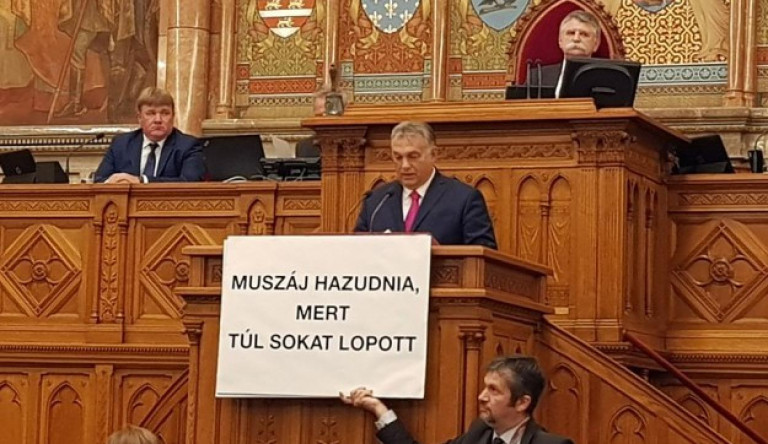 MUSZÁJ HAZUDNIA,
MERT
TÚL SOKAT LOPOTT